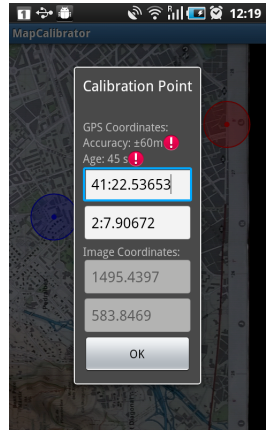 1
R
12:19
MapCalibrator
Calibration Point
GPS Coordinates:
Accuracy: ±60m
Age: 45 s
41:22.53653
2:7.90672
Image Coordinates:
1495.4397
583.8469
OK